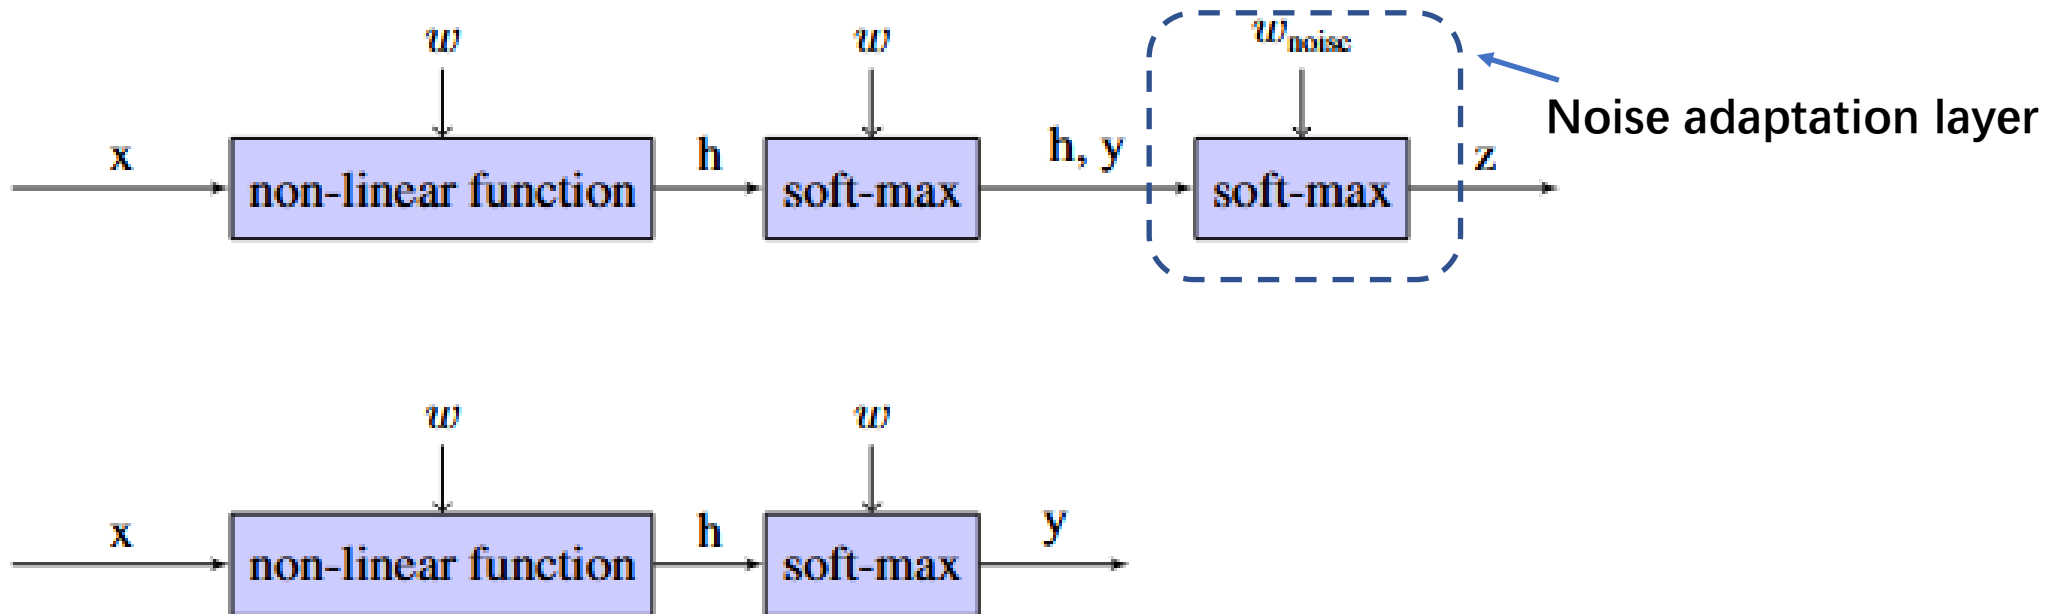 w
w
w_noise
Noise adaptation layer
x
h
h, y
z
non-linear function
soft-max
soft-max
w
w
x
h
y
non-linear function
soft-max